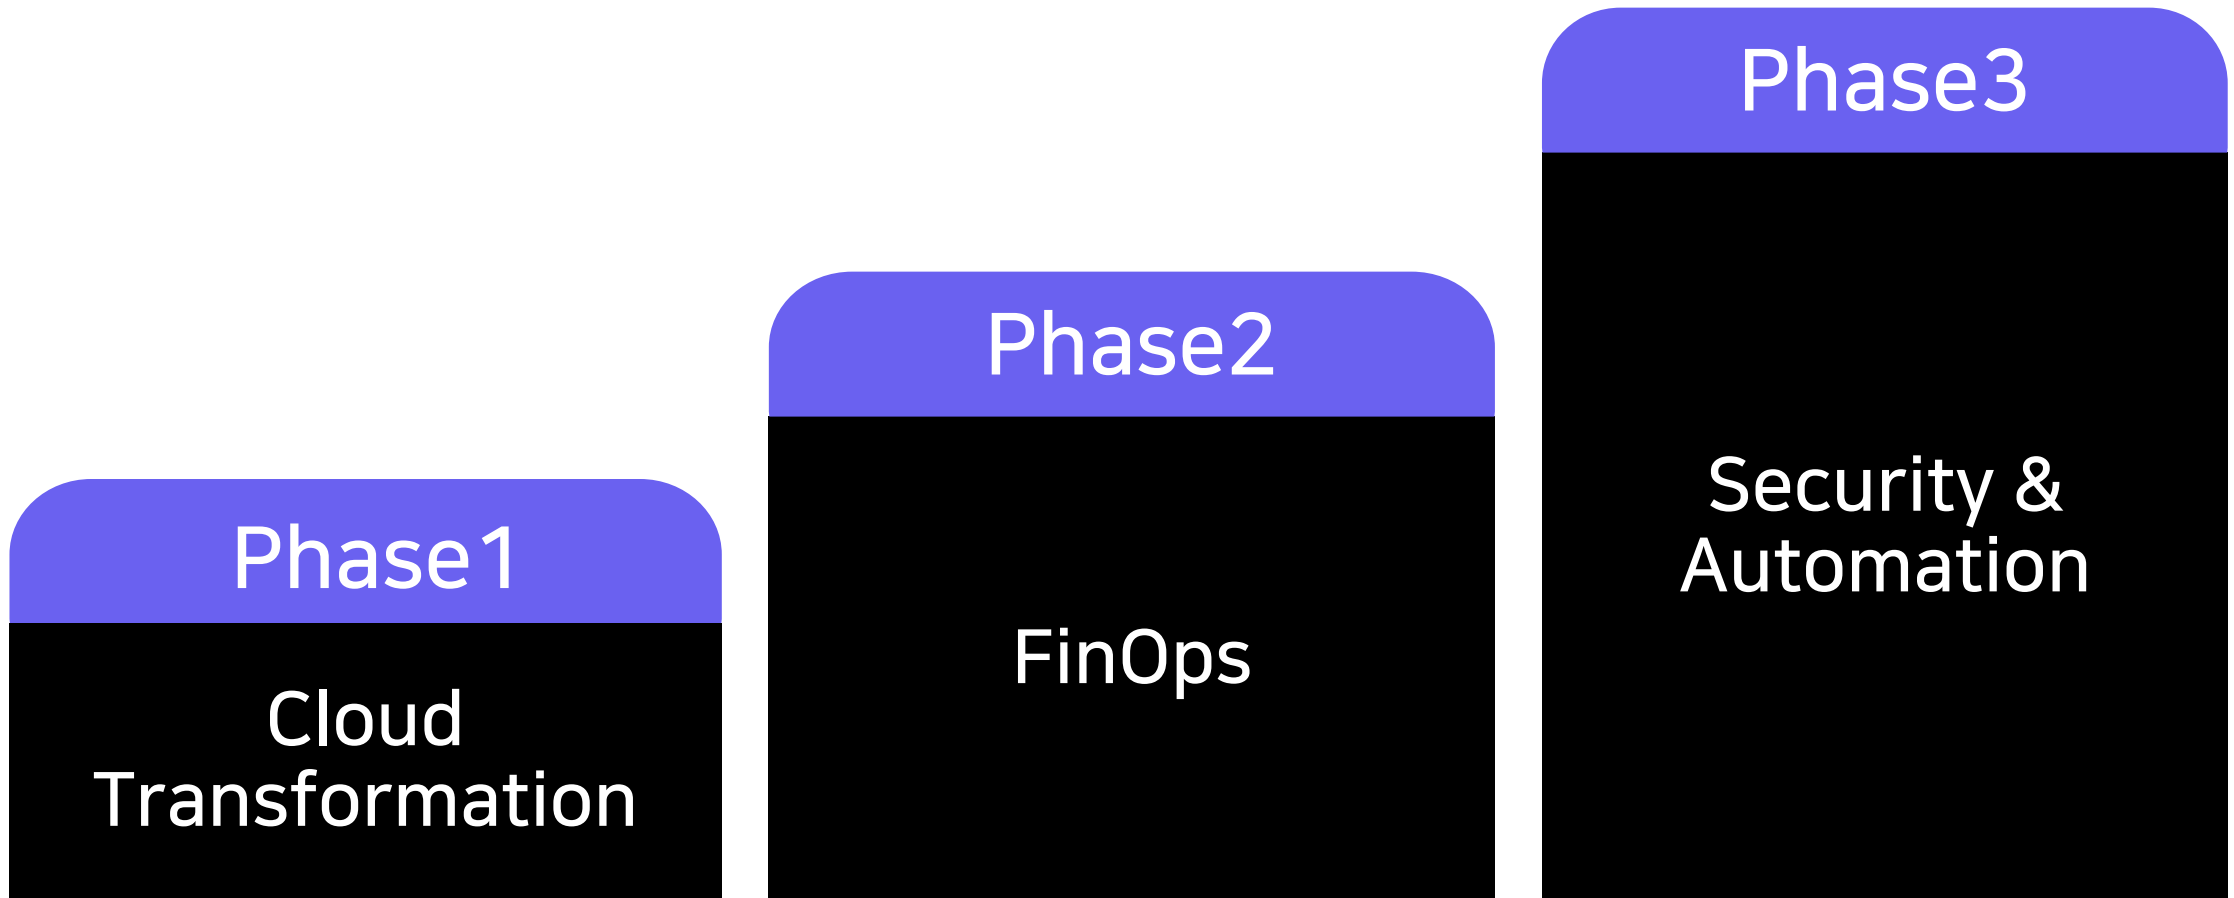 Phase1
Cloud
Transformation
Phase2
FinOps
Phase3
Security &
Automation